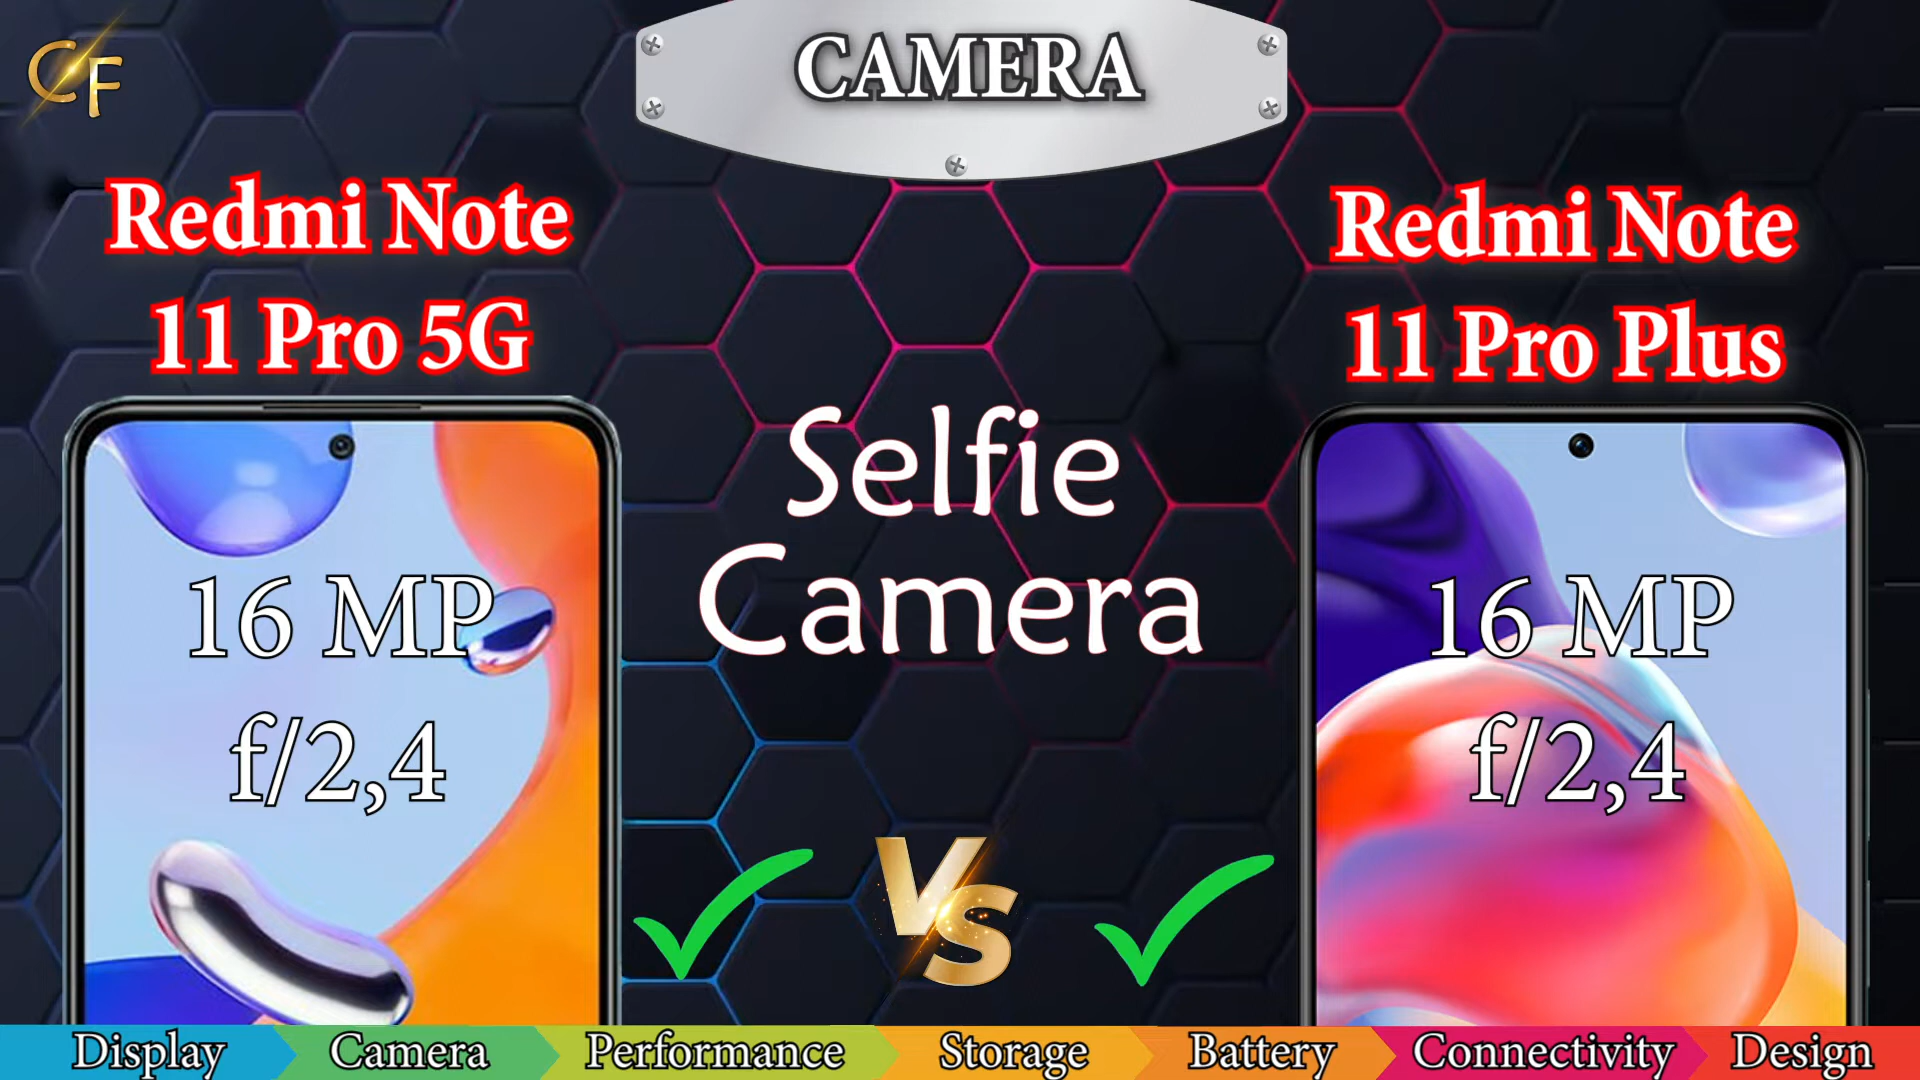 CF
CAMERA
Redmi Note
11 Pro 5G
Redmi Note
11 Pro Plus
Selfie
Camera
16 MP
f/2,4
16 MP
f/2,4
VS
Display
Camera
Performance
Storage
Battery
Connectivity
Design